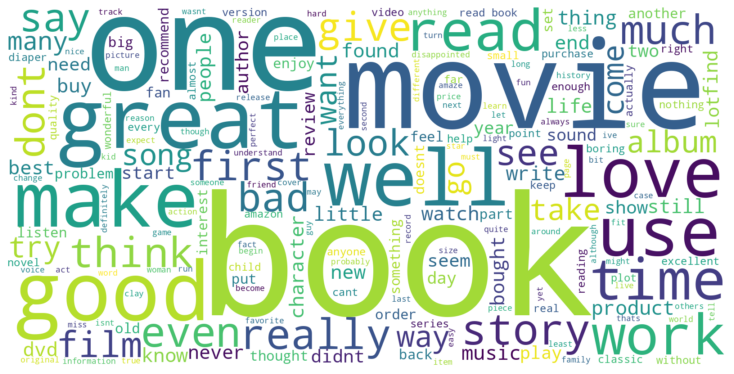 book
movie
one
great
good
well
love
make
read
use
time
work
story
really
film
even
think
first
see
look
song
bad
try
dont
say
many
much
give
want
come
take
way
album
go
people
found
life
thing
two
end
author
review
lot
find
buy
need
big
fan
recommend
diaper
quality
best
problem
start
listen
novel
character
little
watch
part
write
show
still
sound
year
feel
doesnt
enjoy
something
seem
new
day
bought
product
music
play
series
order
back
didnt
thought
never
know
old
dvd
put
child
interest
amazon
anyone
cant
classic
without
excellent
plot
real
reading
track
wasnt
reader
version
place
picture
nice
man
almost
another
set
hard
video
anything
read book
turn
less
disappointed
small
purchase
right
kind
wonderful
reason
every
though
perfect
expect
kid
understand
release
everything
second
far
different
price
next
amaze
long
enough
learn
fun
history
actually
let
nothing
always
sure
ive
change
someone
friend
cover
may
help
light
point
star
must
keep
boring
bit
page
case
definitely
game
action
guy
fact
begin
become
probably
record
size
last
quite
around
although
might
fit
live
voice
act
woman
word
run
clay
miss
isnt
favorite
original
information
true
item
easy
piece
yet
least
family
thats
others
world
tell